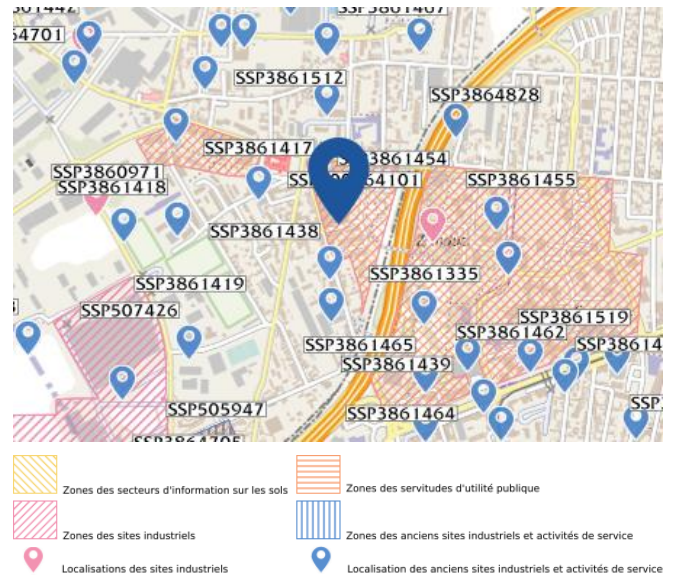 SSP3861512
SSP3864828
SSP3861417
SSP3860971
SSP3861455
SSP3861418
SSP3861438
SSP3861335
SSP3861419
SSP507426
SSP3861519
SSP3861462
SSP3861465
SSP3861439
SSP505947
SSP3861464
Zones des secteurs d'information sur les sols
Zones des servitudes d'utilité publique
Zones des sites industriels
Zones des anciens sites industriels et activités de service
Localisations des sites industriels
Localisation des anciens sites industriels et activités de service